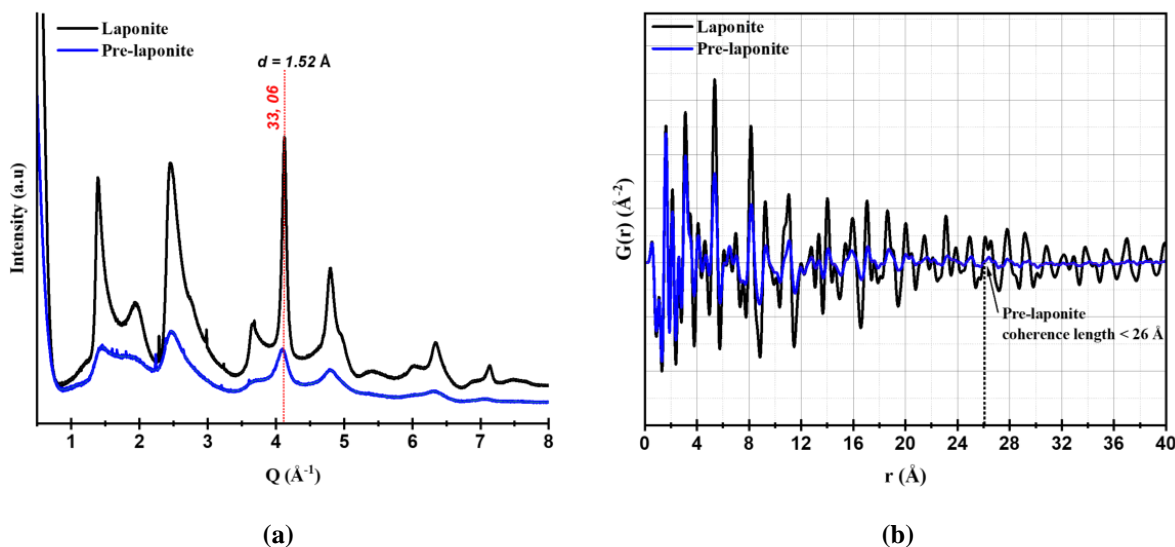 Laponite
Pre-laponite
d = 1.52 Å
33, 06
Intensity (a.u)
1 2 3 4 5 6 7 8
Q (Å⁻¹)
(a)
Laponite
Pre-laponite
G(r) (Å⁻²)
Pre-laponite
coherence length < 26 Å
0 4 8 12 16 20 24 28 32 36 40
r (Å)
(b)